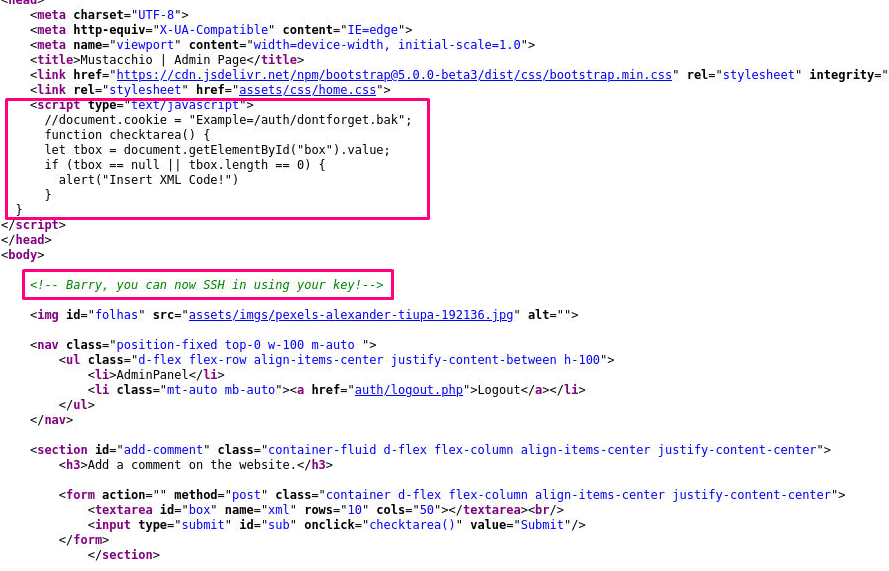 <head>
<meta charset="UTF-8">
<meta http-equiv="X-UA-Compatible" content="IE=edge">
<meta name="viewport" content="width=device-width, initial-scale=1.0">
<title>Mustacchio | Admin Page</title>
<link href="https://cdn.jsdelivr.net/npm/bootstrap@5.0.0-beta3/dist/css/bootstrap.min.css" rel="stylesheet" integrity="
<link rel="stylesheet" href="assets/css/home.css">
<script type="text/javascript">
//document.cookie = "Example=/auth/dontforget.bak";
function checktarea() {
let tbox = document.getElementById("box").value;
if (tbox == null || tbox.length == 0) {
alert("Insert XML Code!")
}
}
</script>
</head>
<body>
<!-- Barry, you can now SSH in using your key!-->
<img id="folhas" src="assets/imgs/pexels-alexander-tiupa-192136.jpg" alt="">
<nav class="position-fixed top-0 w-100 m-auto ">
<ul class="d-flex flex-row align-items-center justify-content-between h-100">
<li>AdminPanel</li>
<li class="mt-auto mb-auto"><a href="auth/logout.php">Logout</a></li>
</ul>
</nav>
<section id="add-comment" class="container-fluid d-flex flex-column align-items-center justify-content-center">
<h3>Add a comment on the website.</h3>
<form action="" method="post" class="container d-flex flex-column align-items-center justify-content-center">
<textarea id="box" name="xml" rows="10" cols="50"></textarea><br/>
<input type="submit" id="sub" onclick="checktarea()" value="Submit"/>
</form>
</section>